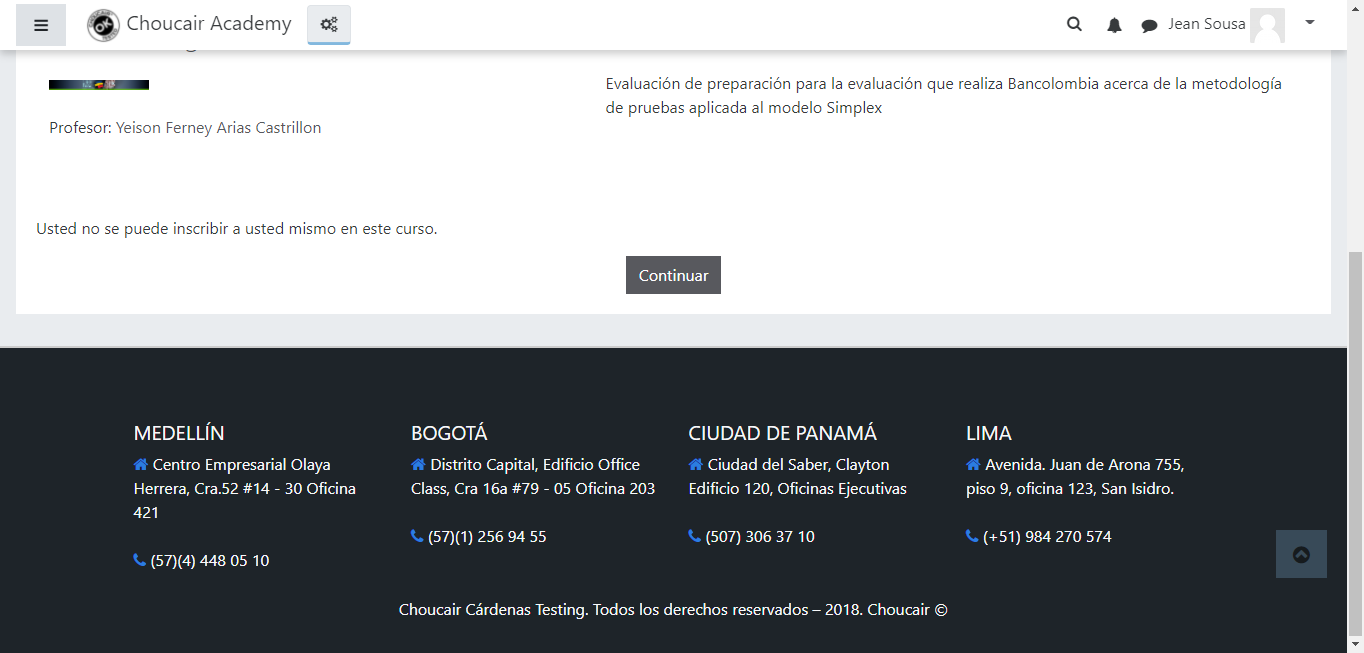 Choucair Academy
Jean Sousa
Evaluación de preparación para la evaluación que realiza Bancolombia acerca de la metodología
de pruebas aplicada al modelo Simplex
Profesor: Yeison Ferney Arias Castrillon
Usted no se puede inscribir a usted mismo en este curso.
Continuar
MEDELLÍN
Centro Empresarial Olaya
Herrera, Cra.52 #14 - 30 Oficina
421
(57)(4) 448 05 10
BOGOTÁ
Distrito Capital, Edificio Office
Class, Cra 16a #79 - 05 Oficina 203
(57)(1) 256 94 55
CIUDAD DE PANAMÁ
Ciudad del Saber, Clayton
Edificio 120, Oficinas Ejecutivas
(507) 306 37 10
LIMA
Avenida. Juan de Arona 755,
piso 9, oficina 123, San Isidro.
(+51) 984 270 574
Choucair Cárdenas Testing. Todos los derechos reservados – 2018. Choucair ©